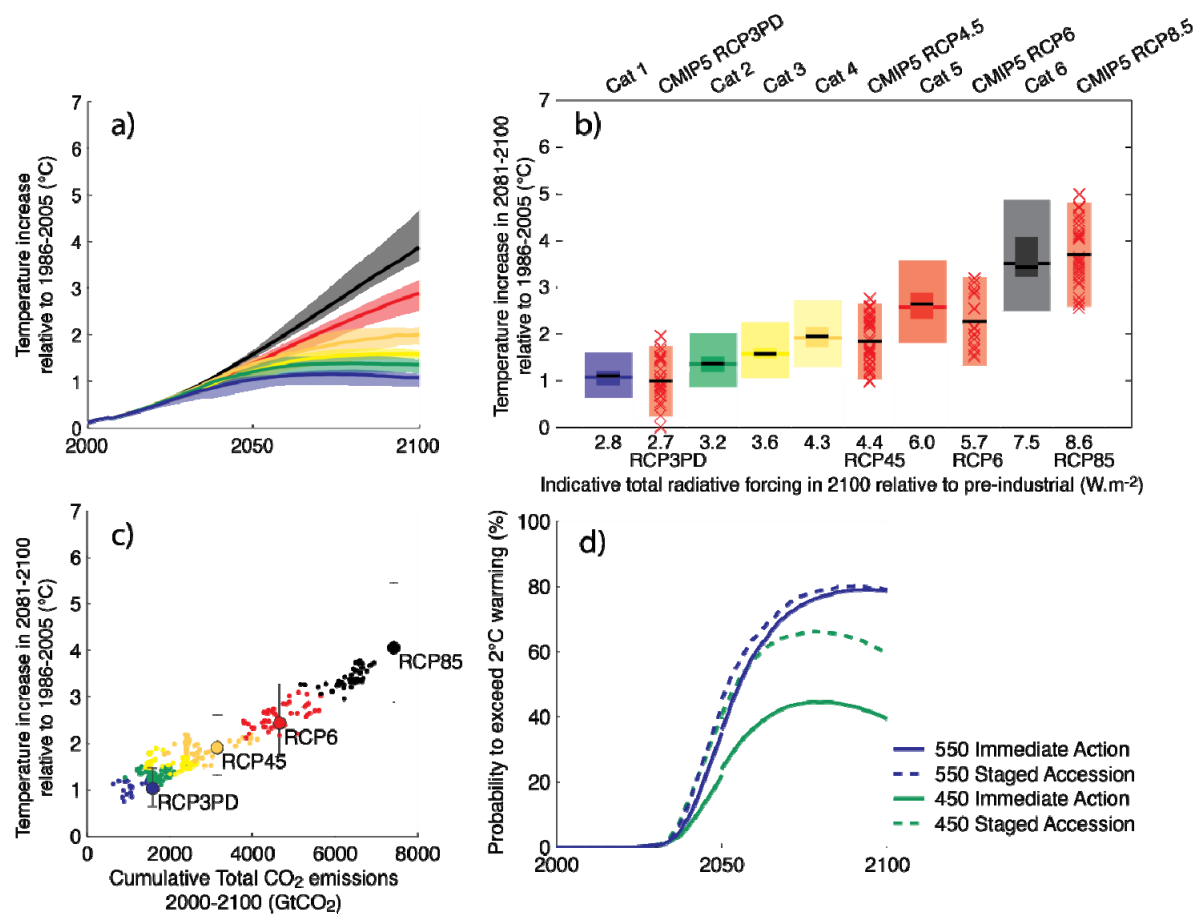 a)
Temperature increase
relative to 1986-2005 (°C)
7
6
5
4
3
2
1
0
2000
2050
2100
Cat 1
CMIP5 RCP3PD
Cat 2
Cat 3
Cat 4
CMIP5 RCP4.5
Cat 5
CMIP5 RCP6
Cat 6
CMIP5 RCP8.5
b)
Temperature increase in 2081-2100
relative to 1986-2005 (°C)
7
6
5
4
3
2
1
0
2.8 2.7 3.2 3.6 4.3 4.4 6.0 5.7 7.5 8.6
RCP3PD RCP45 RCP6 RCP85
Indicative total radiative forcing in 2100 relative to pre-industrial (W.m-2)
c)
Temperature increase in 2081-2100
relative to 1986-2005 (°C)
7
6
5
4
3
2
1
0
RCP85
RCP6
RCP45
RCP3PD
0 2000 4000 6000 8000
Cumulative Total CO2 emissions
2000-2100 (GtCO2)
d)
Probability to exceed 2°C warming (%)
100
80
60
40
20
0
2000 2050 2100
550 Immediate Action
550 Staged Accession
450 Immediate Action
450 Staged Accession